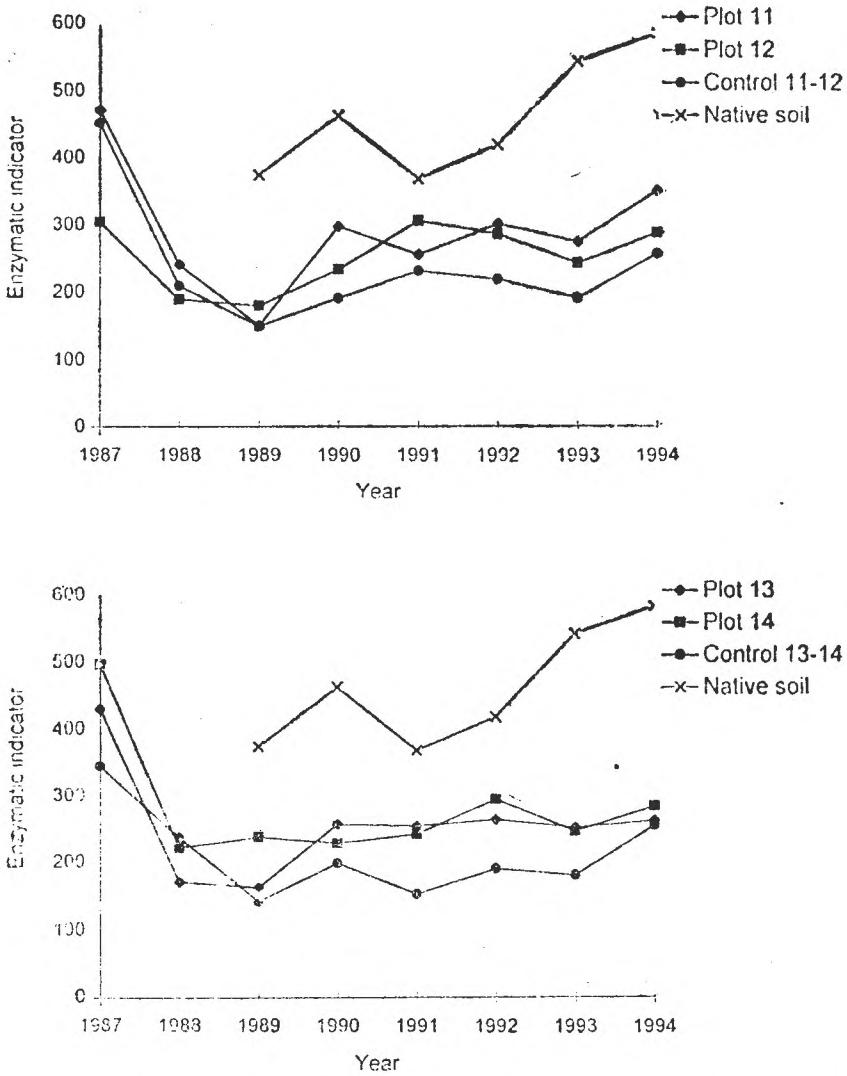 600
500
400
300
200
100
0
Enzymatic indicator
1987 1988 1989 1990 1991 1992 1993 1994
Year
Plot 11
Plot 12
Control 11-12
Native soil
600
500
400
300
200
100
0
Enzymatic indicator
1987 1988 1989 1990 1991 1992 1993 1994
Year
Plot 13
Plot 14
Control 13-14
Native soil